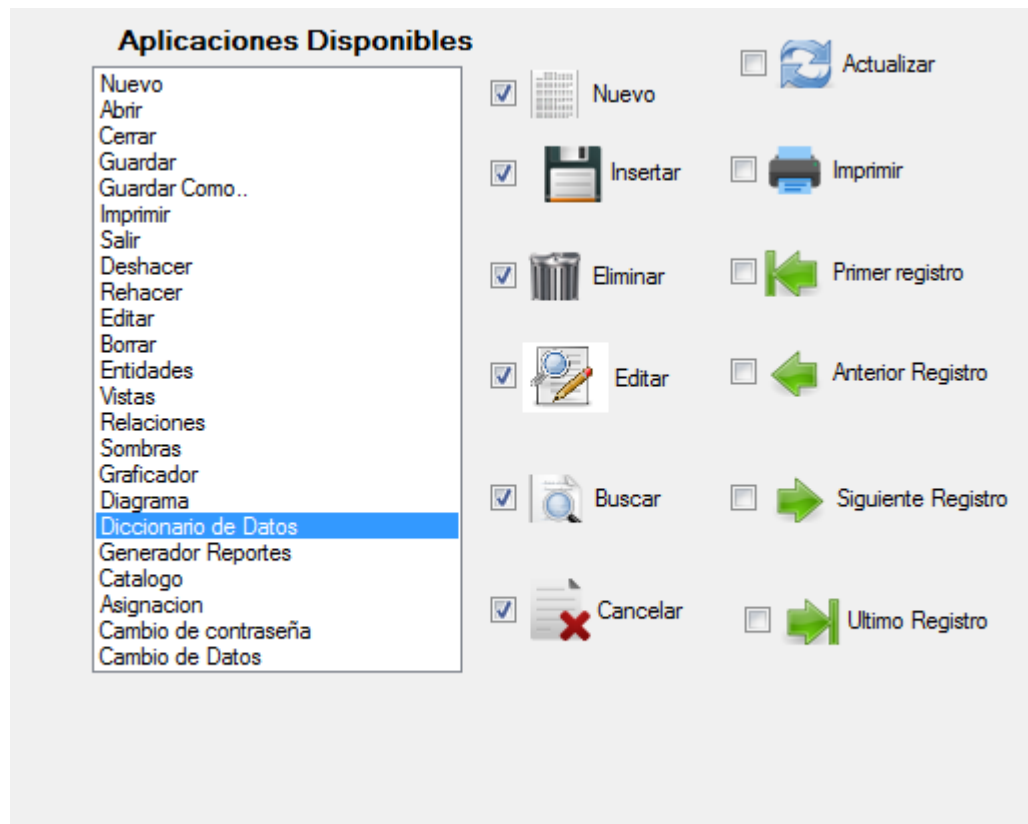 Aplicaciones Disponibles
Nuevo
Abrir
Cerrar
Guardar
Guardar Como..
Imprimir
Salir
Deshacer
Rehacer
Editar
Borrar
Entidades
Vistas
Relaciones
Sombras
Graficador
Diagrama
Diccionario de Datos
Generador Reportes
Catalogo
Asignacion
Cambio de contraseña
Cambio de Datos
Nuevo
Insertar
Eliminar
Editar
Buscar
Cancelar
Actualizar
Imprimir
Primer registro
Anterior Registro
Siguiente Registro
Ultimo Registro